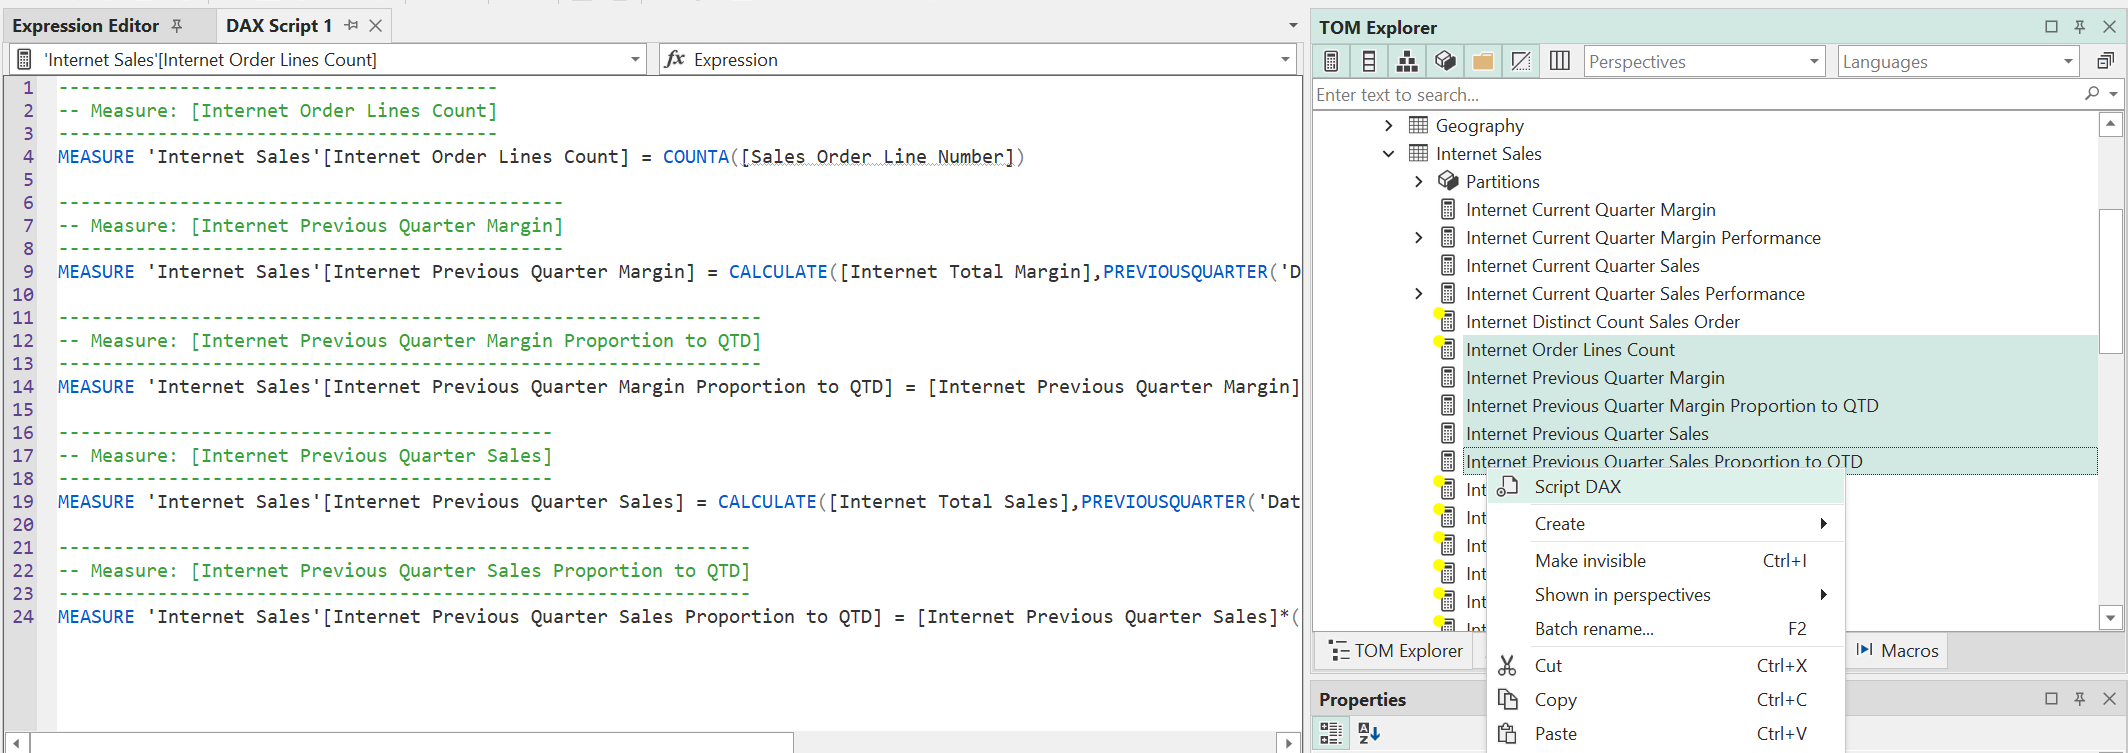 Expression Editor
DAX Script 1
'Internet Sales'[Internet Order Lines Count]
fx Expression
1 ----------------------------------------
2 -- Measure: [Internet Order Lines Count]
3 ----------------------------------------
4 MEASURE 'Internet Sales'[Internet Order Lines Count] = COUNTA([Sales Order Line Number])
5
6 ----------------------------------------------
7 -- Measure: [Internet Previous Quarter Margin]
8 ----------------------------------------------
9 MEASURE 'Internet Sales'[Internet Previous Quarter Margin] = CALCULATE([Internet Total Margin],PREVIOUSQUARTER('D
10
11 ----------------------------------------------------------------
12 -- Measure: [Internet Previous Quarter Margin Proportion to QTD]
13 ----------------------------------------------------------------
14 MEASURE 'Internet Sales'[Internet Previous Quarter Margin Proportion to QTD] = [Internet Previous Quarter Margin]
15
16 ---------------------------------------------
17 -- Measure: [Internet Previous Quarter Sales]
18 ---------------------------------------------
19 MEASURE 'Internet Sales'[Internet Previous Quarter Sales] = CALCULATE([Internet Total Sales],PREVIOUSQUARTER('Dat
20
21 ---------------------------------------------------------------
22 -- Measure: [Internet Previous Quarter Sales Proportion to QTD]
23 ---------------------------------------------------------------
24 MEASURE 'Internet Sales'[Internet Previous Quarter Sales Proportion to QTD] = [Internet Previous Quarter Sales]*(
TOM Explorer
Perspectives
Languages
Enter text to search...
Geography
Internet Sales
Partitions
Internet Current Quarter Margin
Internet Current Quarter Margin Performance
Internet Current Quarter Sales
Internet Current Quarter Sales Performance
Internet Distinct Count Sales Order
Internet Order Lines Count
Internet Previous Quarter Margin
Internet Previous Quarter Margin Proportion to QTD
Internet Previous Quarter Sales
Internet Previous Quarter Sales Proportion to QTD
Int
Int
Int
Int
Int
Int
Script DAX
Create
Make invisible Ctrl+I
Shown in perspectives
Batch rename... F2
Cut Ctrl+X
Copy Ctrl+C
Paste Ctrl+V
TOM Explorer
Macros
Properties